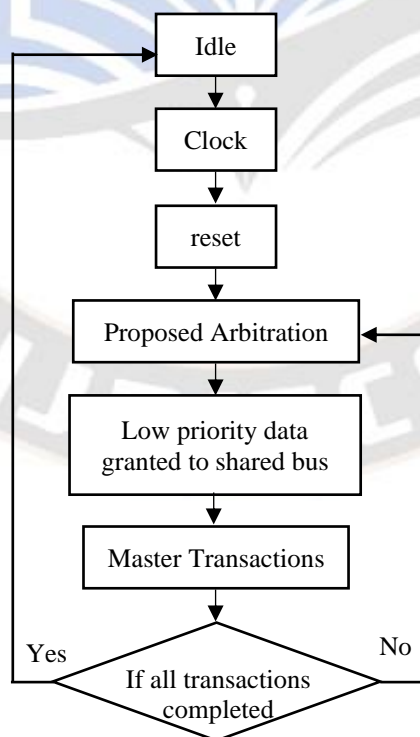 Idle
Clock
reset
Proposed Arbitration
Low priority data
granted to shared bus
Master Transactions
Yes
No
If all transactions
completed